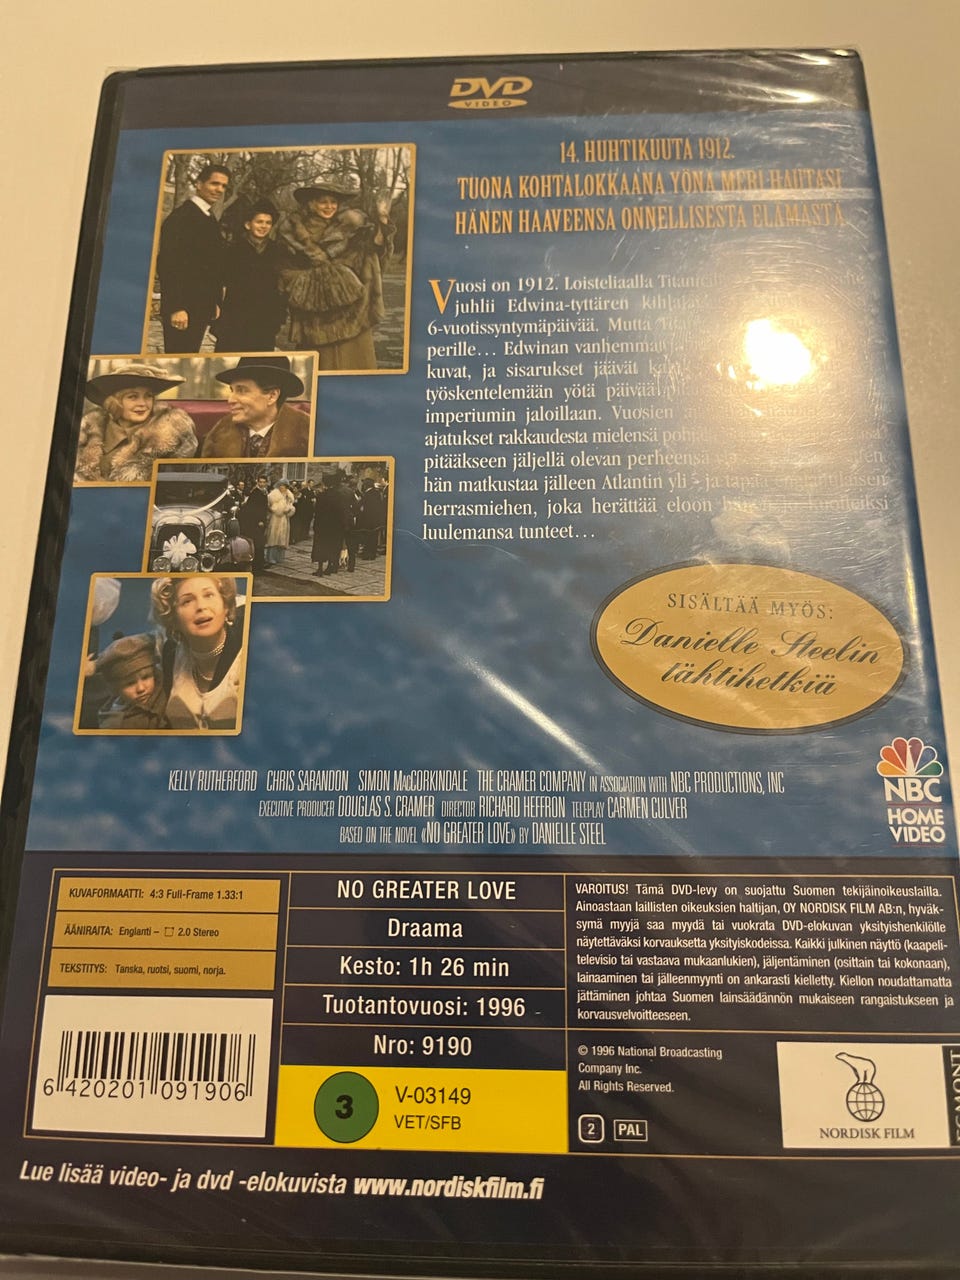 DVD
VIDEO
14. HUHTIKUUTA 1912.
TUONA KOHTALOKKAANA YÖNÄ MERI HAUTASI
HÄNEN HAAVEENSA ONNELLISESTA ELÄMÄSTÄ.
Vuosi on 1912. Loisteliaalla
juhlii Edwina-tyttären
6-vuotissyntymäpäivää. Mutta
perille... Edwinan vanhemmat
kuvat, ja sisarukset jäävät
työskentelemään yötä päivää
imperiumin jaloillaan. Vuosien
ajatukset rakkaudesta mielensä
pitääkseen jäljellä olevan perheensä
hän matkustaa jälleen Atlantin yli - ja tapaa englantilaisen
herrasmiehen, joka herättää eloon
luulemansa tunteet...
SISÄLTÄÄ MYÖS:
Danielle Steelin
tähtihetkiä
KELLY RUTHERFORD CHRIS SARANDON SIMON MACCORKINDALE THE CRAMER COMPANY IN ASSOCIATION WITH NBC PRODUCTIONS, INC
EXECUTIVE PRODUCER DOUGLAS S. CRAMER DIRECTOR RICHARD HEFFRON TELEPLAY CARMEN CULVER
BASED ON THE NOVEL «NO GREATER LOVE» BY DANIELLE STEEL
NBC
HOME
VIDEO
KUVAFORMAATTI: 4:3 Full-Frame 1.33:1
ÄÄNIRAITA: Englanti – 2.0 Stereo
TEKSTITYS: Tanska, ruotsi, suomi, norja.
6 420201 091906
NO GREATER LOVE
Draama
Kesto: 1h 26 min
Tuotantovuosi: 1996
Nro: 9190
3
V-03149
VET/SFB
VAROITUS! Tämä DVD-levy on suojattu Suomen tekijäinoikeuslailla.
Ainoastaan laillisten oikeuksien haltijan, OY NORDISK FILM AB:n, hyväk-
symä myyjä saa myydä tai vuokrata DVD-elokuvan yksityishenkilölle
näytettäväksi korvauksetta yksityiskodeissa. Kaikki julkinen näyttö (kaapeli-
televisio tai vastaava mukaanlukien), jäljentäminen (osittain tai kokonaan),
lainaaminen tai jälleenmyynti on ankarasti kielletty. Kiellon noudattamatta
jättäminen johtaa Suomen lainsäädännön mukaiseen rangaistukseen ja
korvausvelvoitteeseen.
© 1996 National Broadcasting
Company Inc.
All Rights Reserved.
2
PAL
NORDISK FILM
EGMONT
Lue lisää video- ja dvd -elokuvista www.nordiskfilm.fi